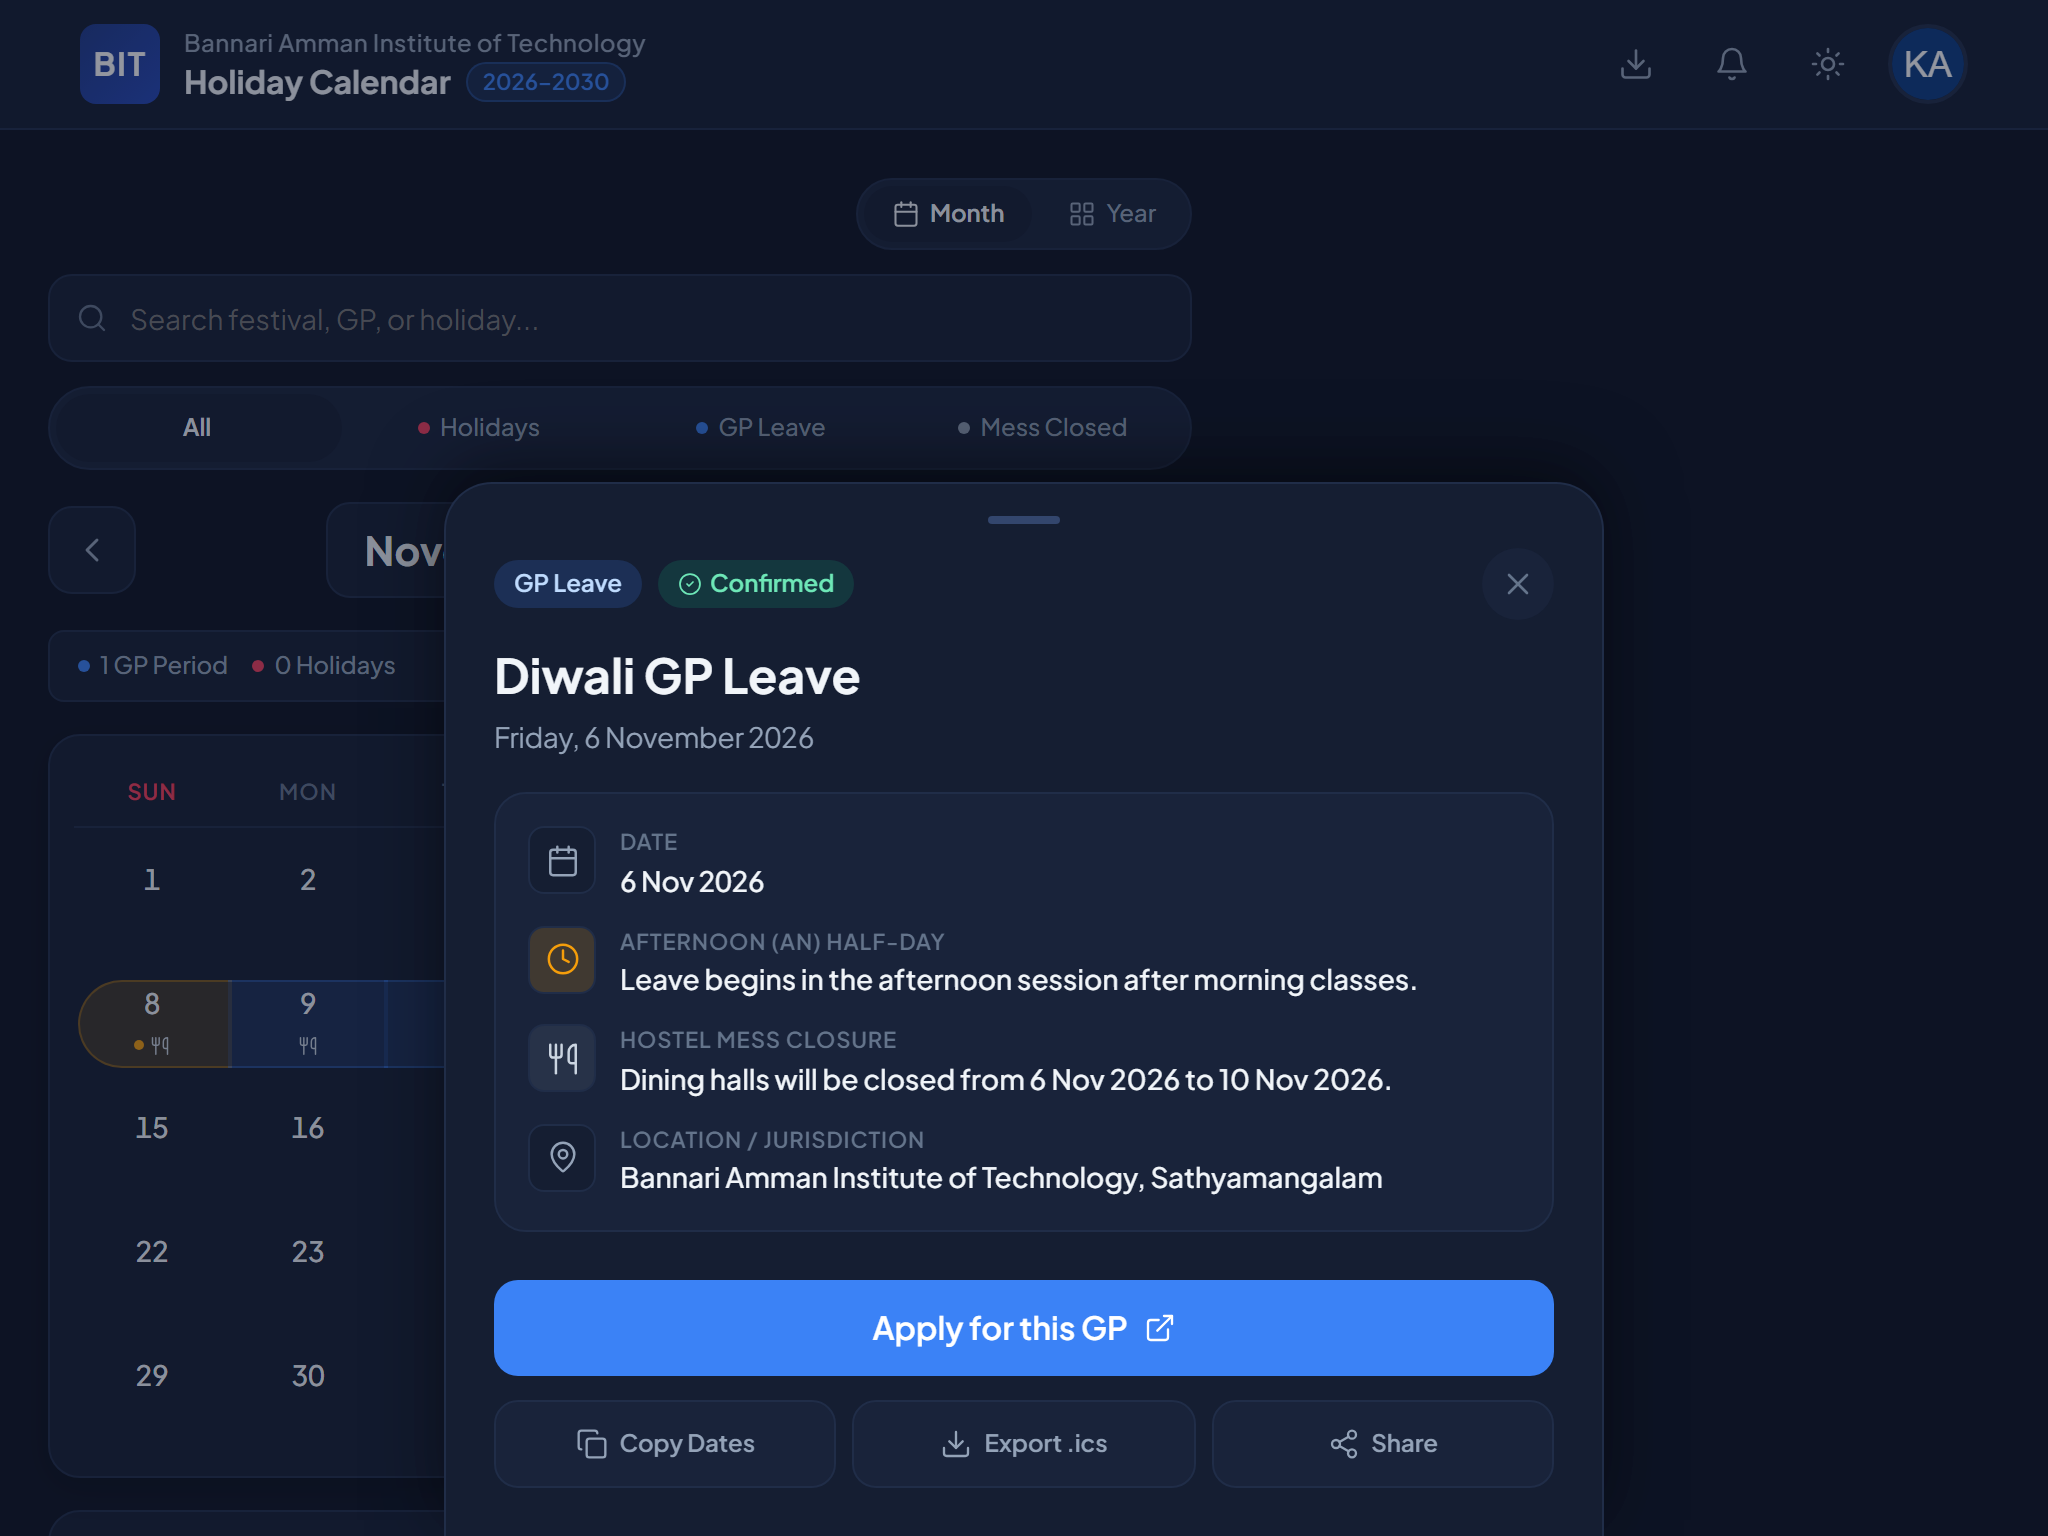 BIT
Bannari Amman Institute of Technology
Holiday Calendar 2026–2030
KA
Month
Year
Search festival, GP, or holiday...
All
Holidays
GP Leave
Mess Closed
1 GP Period
0 Holidays
SUN MON
1 2
8 9
15 16
22 23
29 30
GP Leave
Confirmed
Diwali GP Leave
Friday, 6 November 2026
DATE
6 Nov 2026
AFTERNOON (AN) HALF-DAY
Leave begins in the afternoon session after morning classes.
HOSTEL MESS CLOSURE
Dining halls will be closed from 6 Nov 2026 to 10 Nov 2026.
LOCATION / JURISDICTION
Bannari Amman Institute of Technology, Sathyamangalam
Apply for this GP
Copy Dates
Export .ics
Share